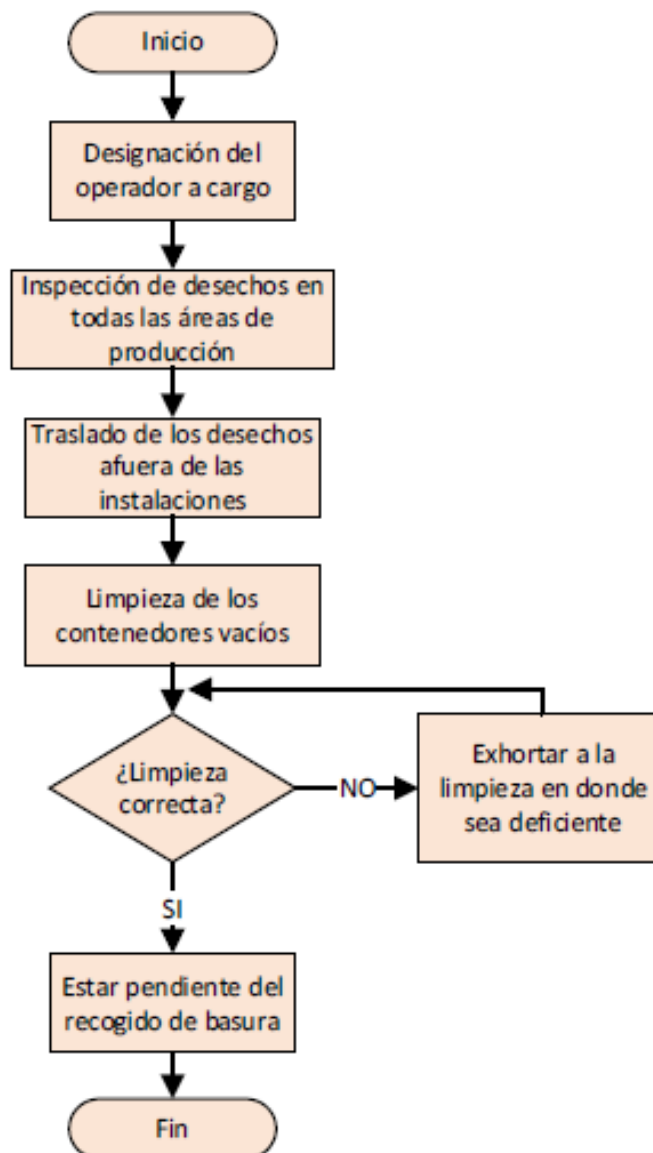 Inicio
Designación del
operador a cargo
Inspección de desechos en
todas las áreas de
producción
Traslado de los desechos
afuera de las
instalaciones
Limpieza de los
contenedores vacíos
¿Limpieza
correcta?
NO
Exhortar a la
limpieza en donde
sea deficiente
SI
Estar pendiente del
recogido de basura
Fin